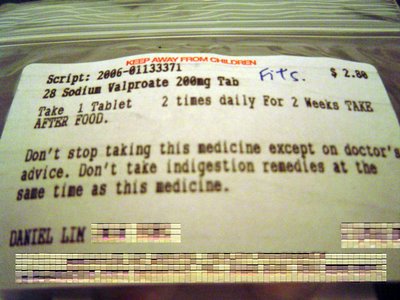 KEEP AWAY FROM CHILDREN
Script: 2006-01133371 Fits. $ 2.80
28 Sodium Valproate 200mg Tab
Take 1 Tablet 2 times daily For 2 Weeks TAKE
AFTER FOOD.
Don't stop taking this medicine except on doctor's
advice. Don't take indigestion remedies at the
same time as this medicine.
DANIEL LIM